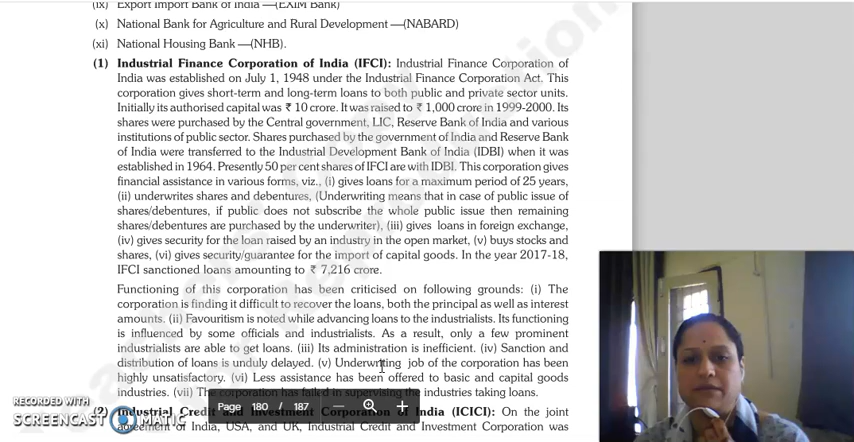 (ix) Export Import Bank of India —(EXIM Bank)
(x) National Bank for Agriculture and Rural Development —(NABARD)
(xi) National Housing Bank —(NHB).
(1) Industrial Finance Corporation of India (IFCI): Industrial Finance Corporation of
India was established on July 1, 1948 under the Industrial Finance Corporation Act. This
corporation gives short-term and long-term loans to both public and private sector units.
Initially its authorised capital was ₹ 10 crore. It was raised to ₹ 1,000 crore in 1999-2000. Its
shares were purchased by the Central government, LIC, Reserve Bank of India and various
institutions of public sector. Shares purchased by the government of India and Reserve Bank
of India were transferred to the Industrial Development Bank of India (IDBI) when it was
established in 1964. Presently 50 per cent shares of IFCI are with IDBI. This corporation gives
financial assistance in various forms, viz., (i) gives loans for a maximum period of 25 years,
(ii) underwrites shares and debentures, (Underwriting means that in case of public issue of
shares/debentures, if public does not subscribe the whole public issue then remaining
shares/debentures are purchased by the underwriter), (iii) gives loans in foreign exchange,
(iv) gives security for the loan raised by an industry in the open market, (v) buys stocks and
shares, (vi) gives security/guarantee for the import of capital goods. In the year 2017-18,
IFCI sanctioned loans amounting to ₹ 7,216 crore.
Functioning of this corporation has been criticised on following grounds: (i) The
corporation is finding it difficult to recover the loans, both the principal as well as interest
amounts. (ii) Favouritism is noted while advancing loans to the industrialists. Its functioning
is influenced by some officials and industrialists. As a result, only a few prominent
industrialists are able to get loans. (iii) Its administration is inefficient. (iv) Sanction and
distribution of loans is unduly delayed. (v) Underwriting job of the corporation has been
highly unsatisfactory. (vi) Less assistance has been offered to basic and capital goods
industries. (vii) The corporation has failed in supervising the industries taking loans.
(2) Industrial Credit and Investment Corporation of India (ICICI): On the joint
agreement of India, USA, and UK, Industrial Credit and Investment Corporation was
Page 180 / 187
RECORDED WITH
SCREENCAST MATIC